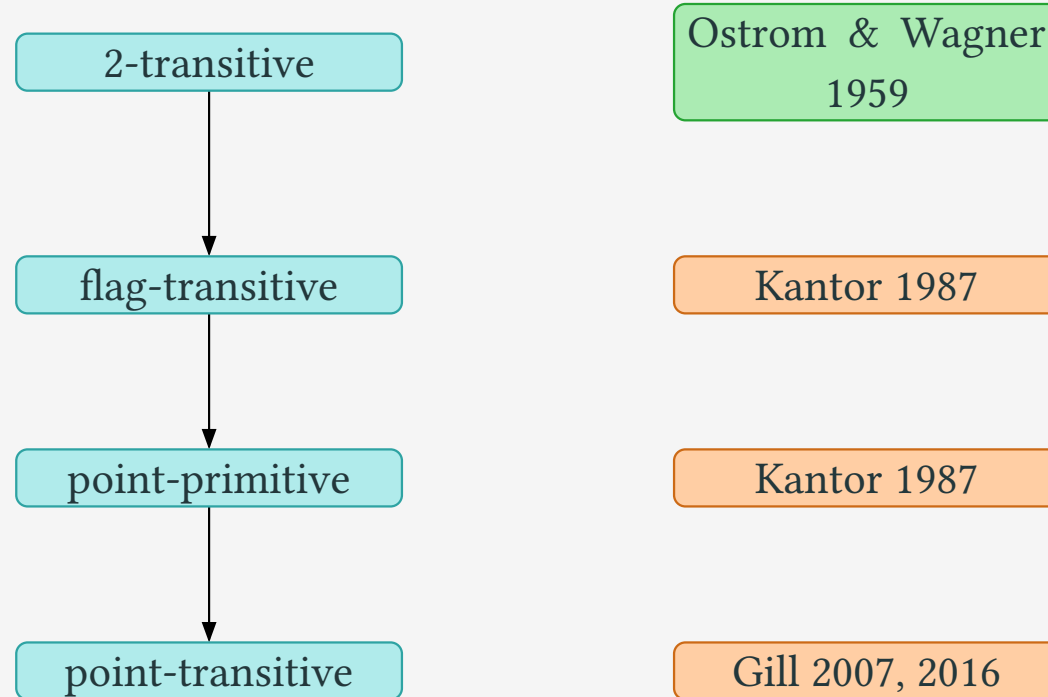 2-transitive
Ostrom & Wagner
1959
flag-transitive
Kantor 1987
point-primitive
Kantor 1987
point-transitive
Gill 2007, 2016